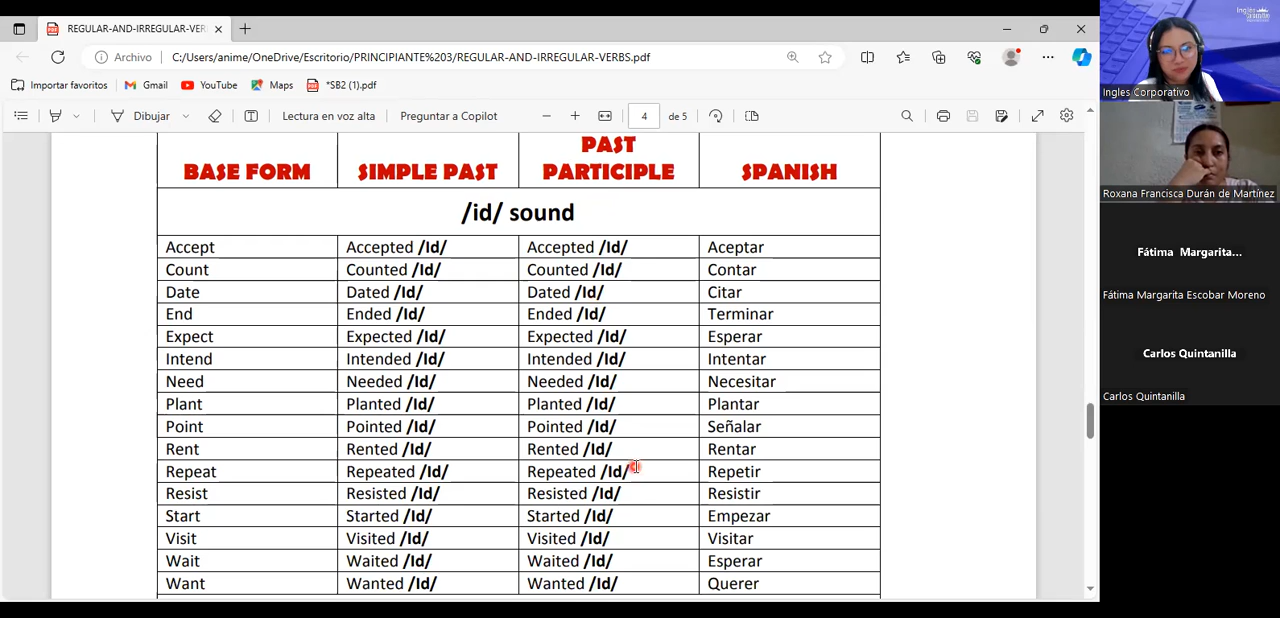 REGULAR-AND-IRREGULAR-VER
Archivo C:/Users/anime/OneDrive/Escritorio/PRINCIPIANTE%203/REGULAR-AND-IRREGULAR-VERBS.pdf
Importar favoritos Gmail YouTube Maps *SB2 (1).pdf
Dibujar Lectura en voz alta Preguntar a Copilot 4 de 5
BASE FORM SIMPLE PAST PAST PARTICIPLE SPANISH
/id/ sound
Accept Accepted /Id/ Accepted /Id/ Aceptar
Count Counted /Id/ Counted /Id/ Contar
Date Dated /Id/ Dated /Id/ Citar
End Ended /Id/ Ended /Id/ Terminar
Expect Expected /Id/ Expected /Id/ Esperar
Intend Intended /Id/ Intended /Id/ Intentar
Need Needed /Id/ Needed /Id/ Necesitar
Plant Planted /Id/ Planted /Id/ Plantar
Point Pointed /Id/ Pointed /Id/ Señalar
Rent Rented /Id/ Rented /Id/ Rentar
Repeat Repeated /Id/ Repeated /Id/ Repetir
Resist Resisted /Id/ Resisted /Id/ Resistir
Start Started /Id/ Started /Id/ Empezar
Visit Visited /Id/ Visited /Id/ Visitar
Wait Waited /Id/ Waited /Id/ Esperar
Want Wanted /Id/ Wanted /Id/ Querer
Ingles
Ingles Corporativo
Roxana Francisca Durán de Martínez
Fátima Margarita...
Fátima Margarita Escobar Moreno
Carlos Quintanilla
Carlos Quintanilla